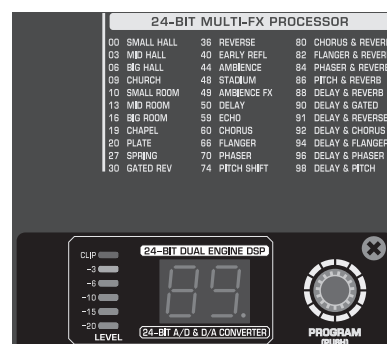 24-BIT MULTI-FX PROCESSOR
00 SMALL HALL 36 REVERSE 80 CHORUS & REVERB
03 MID HALL 40 EARLY REFL 82 FLANGER & REVERB
06 BIG HALL 44 AMBIENCE 84 PHASER & REVERB
09 CHURCH 48 STADIUM 86 PITCH & REVERB
10 SMALL ROOM 49 AMBIENCE FX 88 DELAY & REVERB
13 MID ROOM 50 DELAY 90 DELAY & GATED
16 BIG ROOM 59 ECHO 91 DELAY & REVERSE
19 CHAPEL 60 CHORUS 92 DELAY & CHORUS
20 PLATE 66 FLANGER 94 DELAY & FLANGER
27 SPRING 70 PHASER 96 DELAY & PHASER
30 GATED REV 74 PITCH SHIFT 98 DELAY & PITCH
24-BIT DUAL ENGINE DSP
CLIP
-3
-6
-10
-15
-20
LEVEL
89.
24-BIT A/D & D/A CONVERTER
PROGRAM
(PUSH)